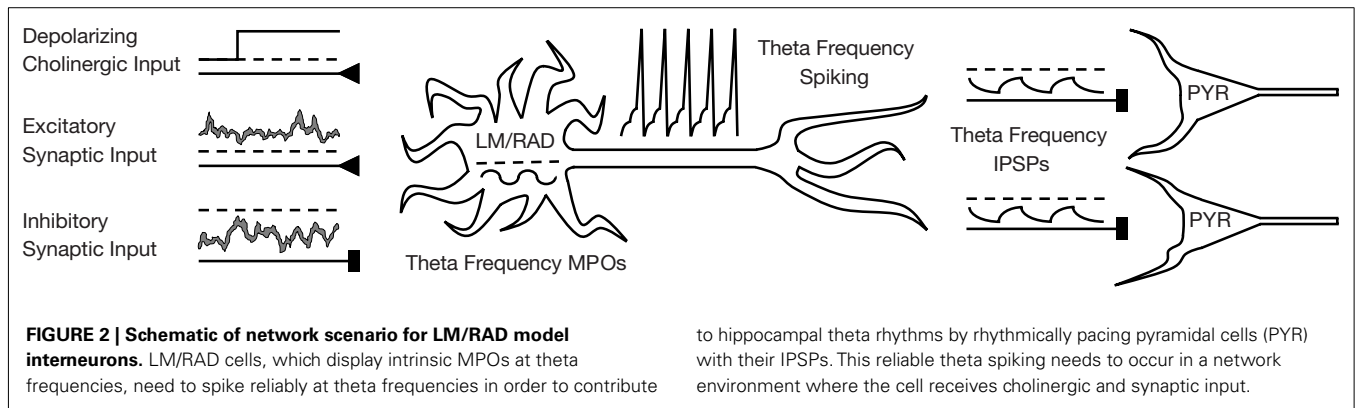 Depolarizing
Cholinergic Input
Excitatory
Synaptic Input
Inhibitory
Synaptic Input
LM/RAD
Theta Frequency MPOs
Theta Frequency
Spiking
Theta Frequency
IPSPs
PYR
PYR
FIGURE 2 | Schematic of network scenario for LM/RAD model
interneurons. LM/RAD cells, which display intrinsic MPOs at theta
frequencies, need to spike reliably at theta frequencies in order to contribute
to hippocampal theta rhythms by rhythmically pacing pyramidal cells (PYR)
with their IPSPs. This reliable theta spiking needs to occur in a network
environment where the cell receives cholinergic and synaptic input.